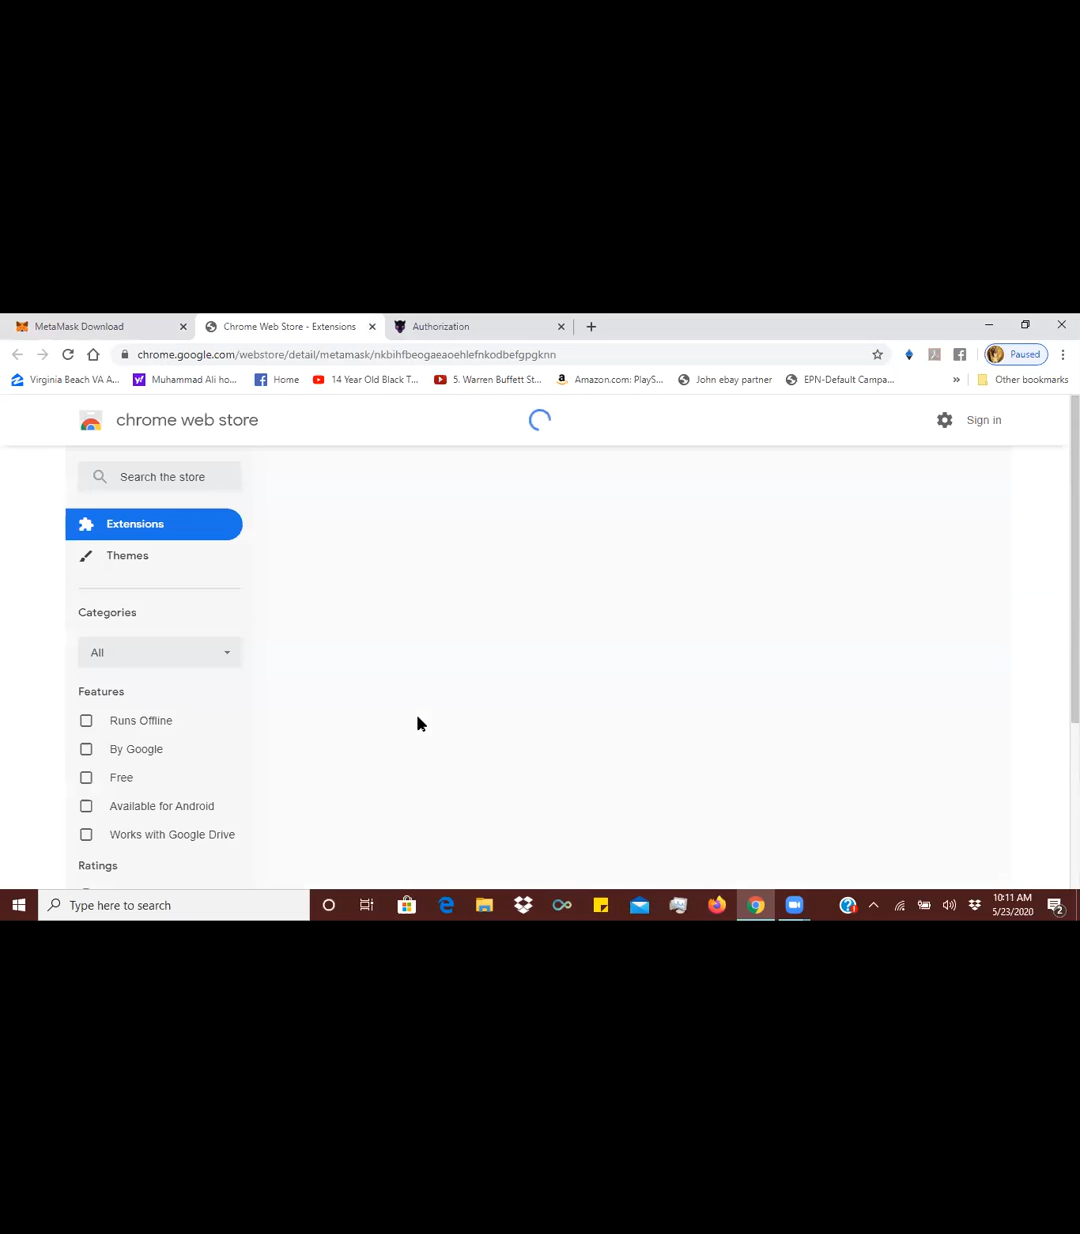 MetaMask Download
Chrome Web Store - Extensions
Authorization
chrome.google.com/webstore/detail/metamask/nkbihfbeogaeaoehlefnkodbefgpgknn
Paused
Virginia Beach VA A...
Muhammad Ali ho...
Home
14 Year Old Black T...
5. Warren Buffett St...
Amazon.com: PlayS...
John ebay partner
EPN-Default Campa...
»
Other bookmarks
chrome web store
Sign in
Search the store
Extensions
Themes
Categories
All
Features
Runs Offline
By Google
Free
Available for Android
Works with Google Drive
Ratings
Type here to search
10:11 AM
5/23/2020
2